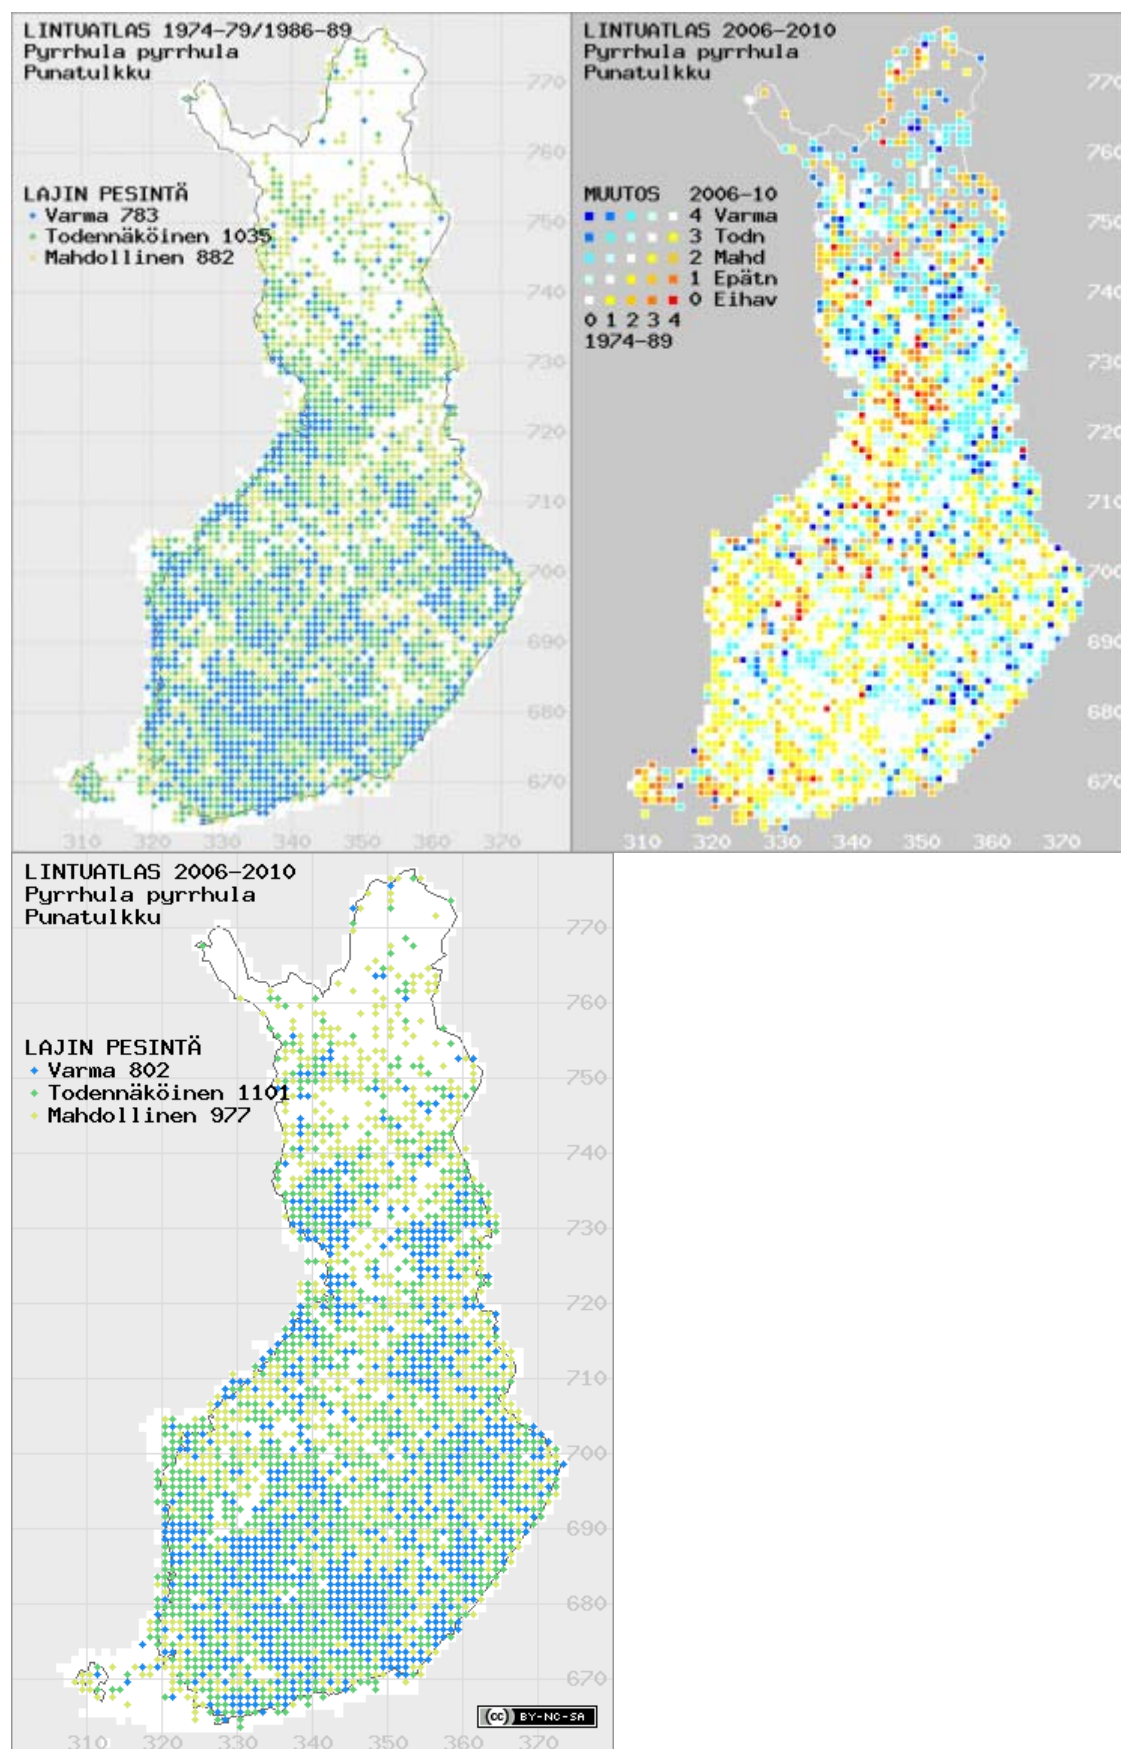 LINTUATLAS 1974-79/1986-89
Pyrrhula pyrrhula
Punatulkku
770
760
LAJIN PESINTÄ
Varma 783
750
Todennäköinen 1035
Mahdollinen 882
740
730
720
710
700
690
680
670
310 320 330 340 350 360 370
LINTUATLAS 2006-2010
Pyrrhula pyrrhula
Punatulkku
770
760
MUUTOS 2006-10
4 Varma
750
3 Todn
2 Mahd
1 Epätn
740
0 Eihav
0 1 2 3 4
1974-89
730
720
710
700
690
680
670
310 320 330 340 350 360 370
LINTUATLAS 2006-2010
Pyrrhula pyrrhula
Punatulkku
770
760
LAJIN PESINTÄ
Varma 802
750
Todennäköinen 1101
Mahdollinen 977
740
730
720
710
700
690
680
670
cc BY-NC-SA
310 320 330 340 350 360 370